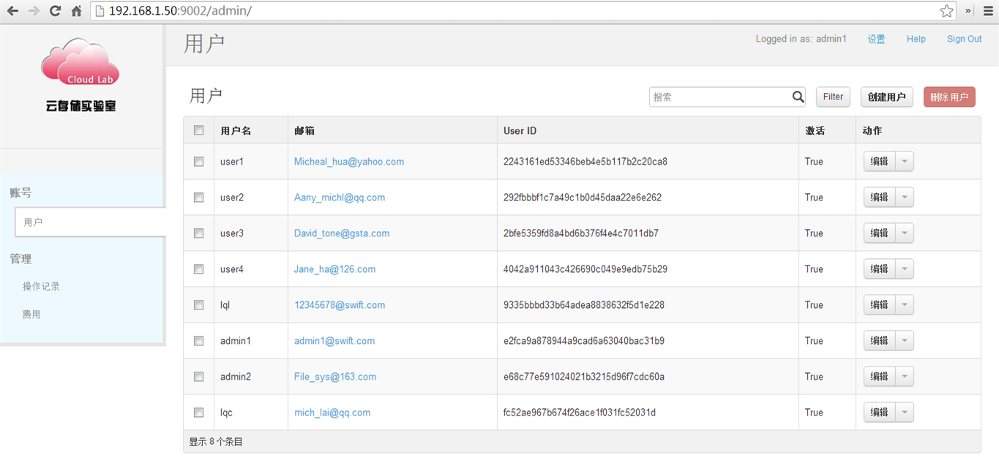 192.168.1.50:9002/admin/
Cloud Lab
云存储实验室
账号
用户
管理
操作记录
费用
用户
Logged in as: admin1 设置 Help Sign Out
用户
搜索 Filter 创建用户 删除 用户
用户名 邮箱 User ID 激活 动作
user1 Micheal_hua@yahoo.com 2243161ed53346beb4e5b117b2c20ca8 True 编辑
user2 Aany_michl@qq.com 292fbbbf1c7a49c1b0d45daa22e6e262 True 编辑
user3 David_tone@gsta.com 2bfe5359fd8a4bd6b376f4e4c7011db7 True 编辑
user4 Jane_ha@126.com 4042a911043c426690c049e9edb75b29 True 编辑
lql 12345678@swift.com 9335bbbd33b64adea8838632f5d1e228 True 编辑
admin1 admin1@swift.com e2fca9a878944a9cad6a63040bac31b9 True 编辑
admin2 File_sys@163.com e68c77e591024021b3215d96f7cdc60a True 编辑
lqc mich_lai@qq.com fc52ae967b674f26ace1f031fc52031d True 编辑
显示 8 个条目